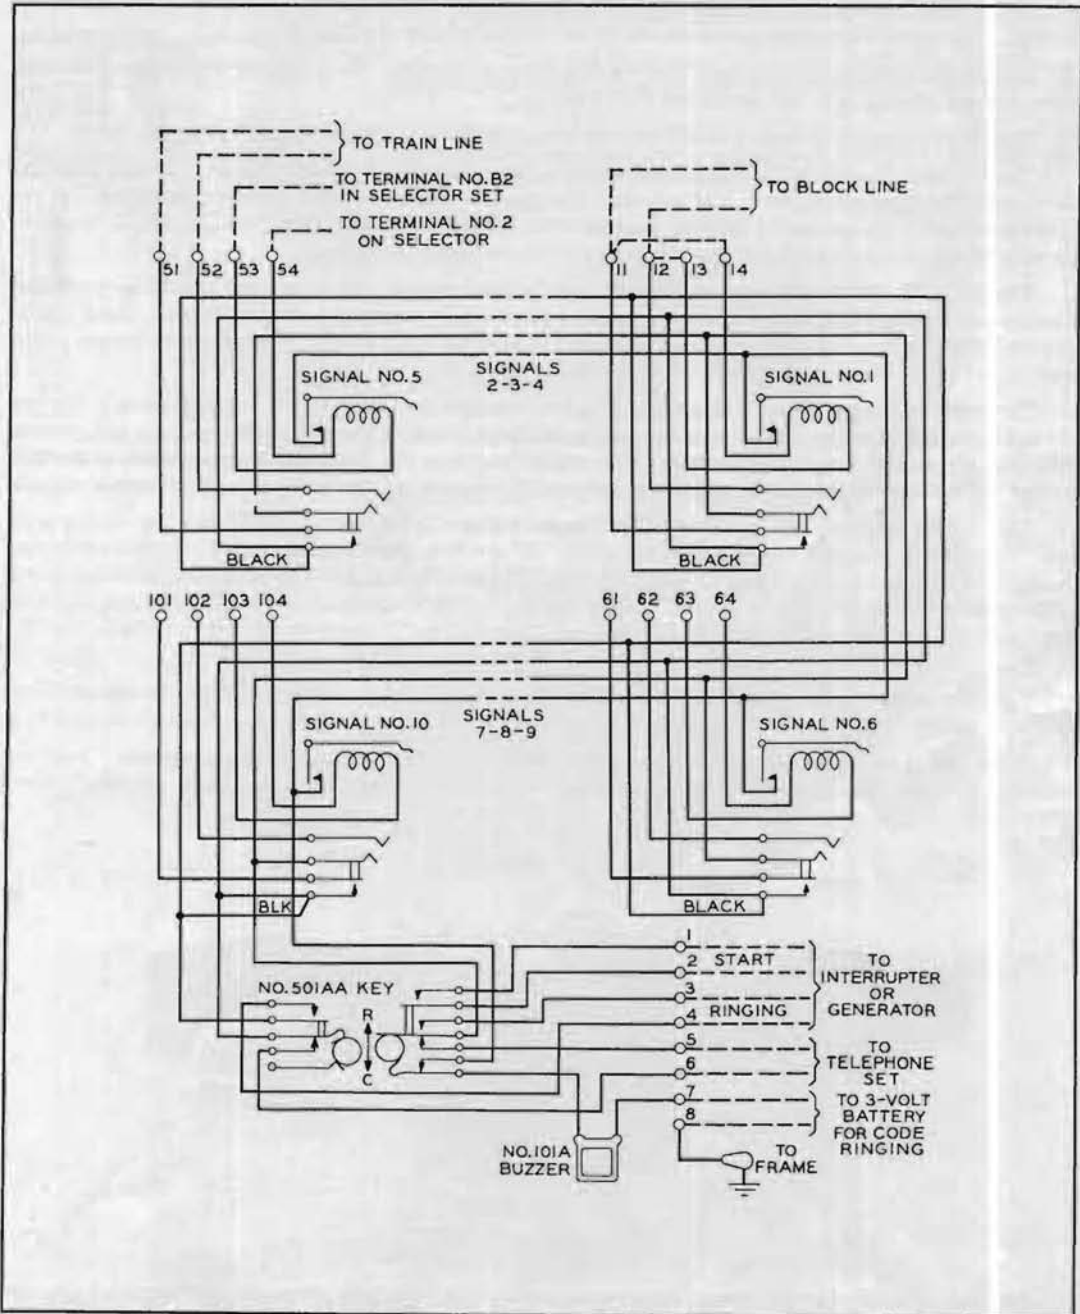 TO TRAIN LINE
TO TERMINAL NO.B2
IN SELECTOR SET
TO TERMINAL NO.2
ON SELECTOR
TO BLOCK LINE
51 52 53 54
11 12 13 14
SIGNALS
2-3-4
SIGNAL NO.5
SIGNAL NO.1
BLACK
BLACK
101 102 103 104
61 62 63 64
SIGNALS
7-8-9
SIGNAL NO.10
SIGNAL NO.6
BLK
BLACK
NO.501AA KEY
R
C
1
2 START
3
4 RINGING
5
6
7
8
TO
INTERRUPTER
OR
GENERATOR
TO
TELEPHONE
SET
TO 3-VOLT
BATTERY
FOR CODE
RINGING
NO.101A
BUZZER
TO
FRAME